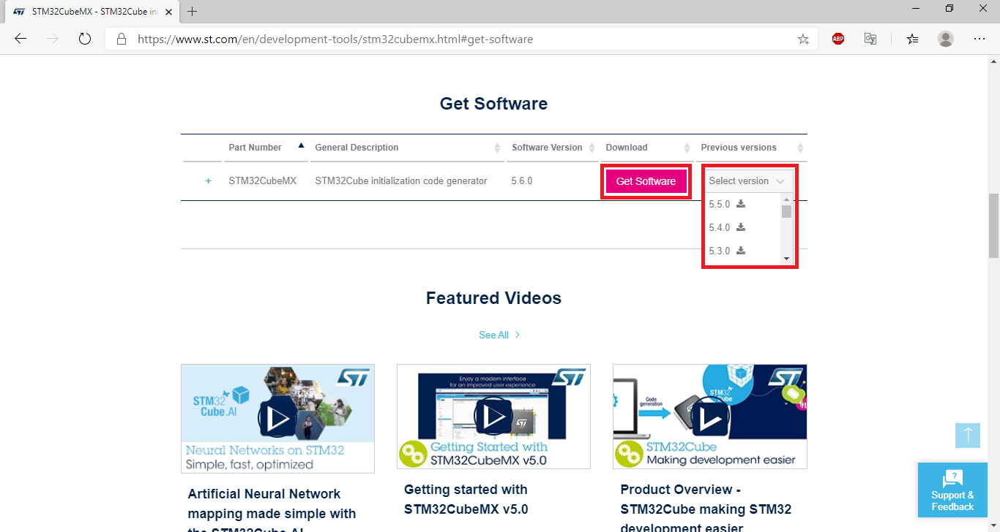 STM32CubeMX - STM32Cube ini
https://www.st.com/en/development-tools/stm32cubemx.html#get-software
ABP
Get Software
Part Number General Description Software Version Download Previous versions
+ STM32CubeMX STM32Cube initialization code generator 5.6.0 Get Software Select version
5.5.0
5.4.0
5.3.0
Featured Videos
See All
ST
STM32
Cube.AI
Neural Networks on STM32
Simple, fast, optimized
Enjoy a modern interface
for an improved user experience
ST
ST
Getting Started with
STM32CubeMX v5.0
Code
generation
STM32
Cube
ST
STM32Cube
Making development easier
Artificial Neural Network
mapping made simple with
the STM32Cube.AI
Getting started with
STM32CubeMX v5.0
Product Overview -
STM32Cube making STM32
development easier
?
Support &
Feedback